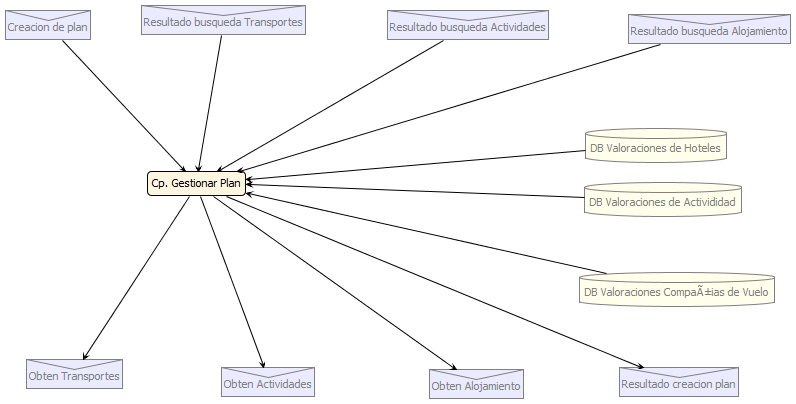 Creacion de plan
Resultado busqueda Transportes
Resultado busqueda Actividades
Resultado busqueda Alojamiento
DB Valoraciones de Hoteles
Cp. Gestionar Plan
DB Valoraciones de Activididad
DB Valoraciones CompaÃ±ias de Vuelo
Obten Transportes
Obten Actividades
Obten Alojamiento
Resultado creacion plan